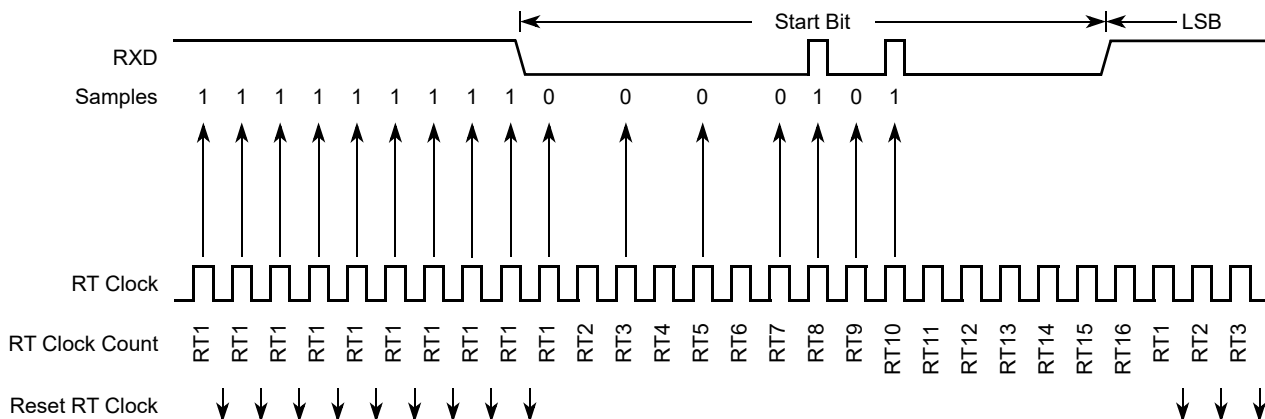 Start Bit LSB
RXD
Samples 1 1 1 1 1 1 1 1 1 0 0 0 0 1 0 1
RT Clock
RT Clock Count RT1 RT1 RT1 RT1 RT1 RT1 RT1 RT1 RT1 RT1 RT2 RT3 RT4 RT5 RT6 RT7 RT8 RT9 RT10 RT11 RT12 RT13 RT14 RT15 RT16 RT1 RT2 RT3
Reset RT Clock